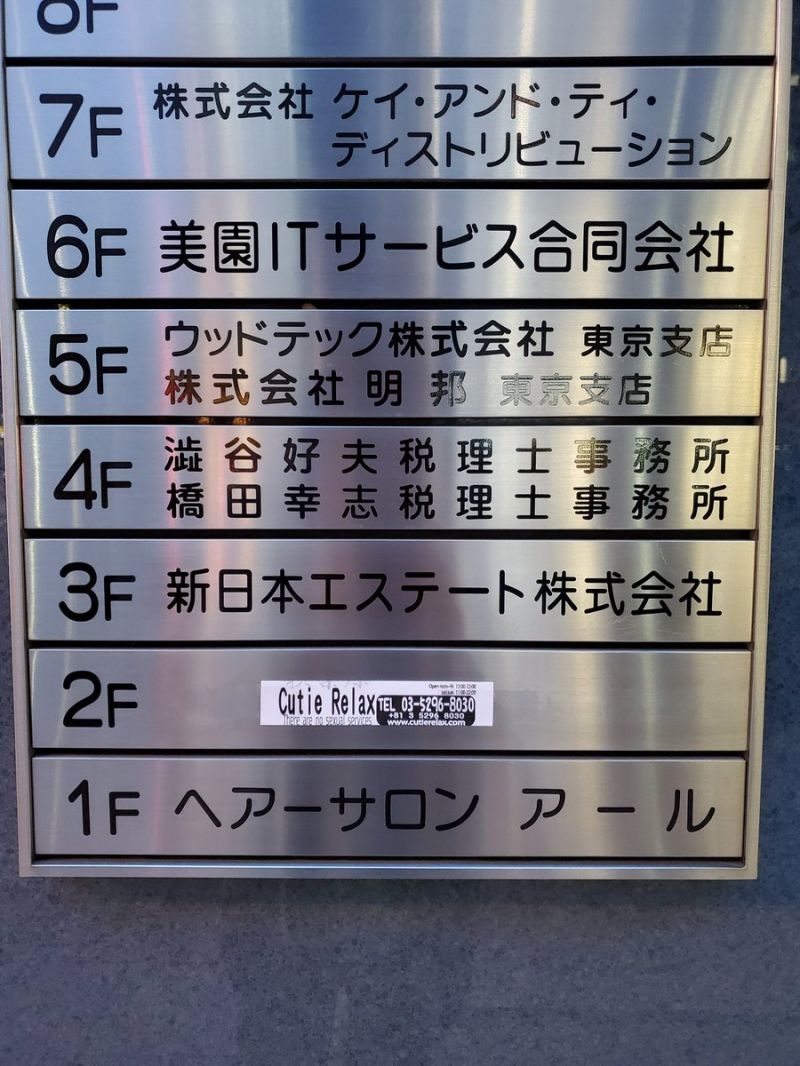 8F
7F 株式会社 ケイ・アンド・ティ・
ディストリビューション
6F 美園ITサービス合同会社
5F ウッドテック株式会社 東京支店
株式会社 明邦 東京支店
4F 澁谷好夫税理士事務所
橋田幸志税理士事務所
3F 新日本エステート株式会社
2F
Cutie Relax
There are no sexual services
TEL 03-5296-8030
+81 3 5296 8030
www.cutierelax.com
1F ヘアーサロン アール